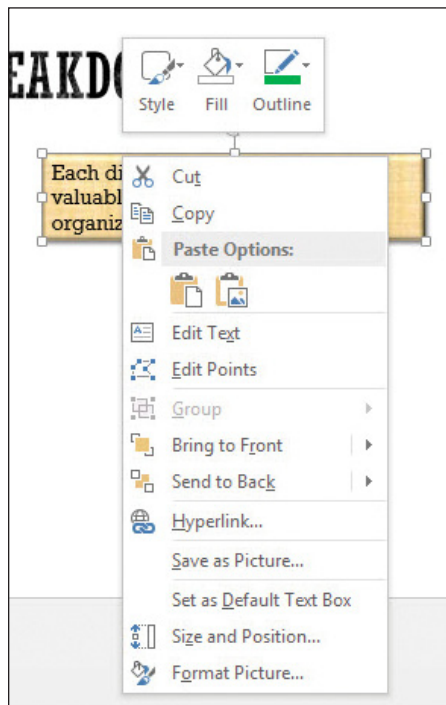 Style Fill Outline
Each di
valuabl
organiz
Cut
Copy
Paste Options:
Edit Text
Edit Points
Group
Bring to Front
Send to Back
Hyperlink...
Save as Picture...
Set as Default Text Box
Size and Position...
Format Picture...